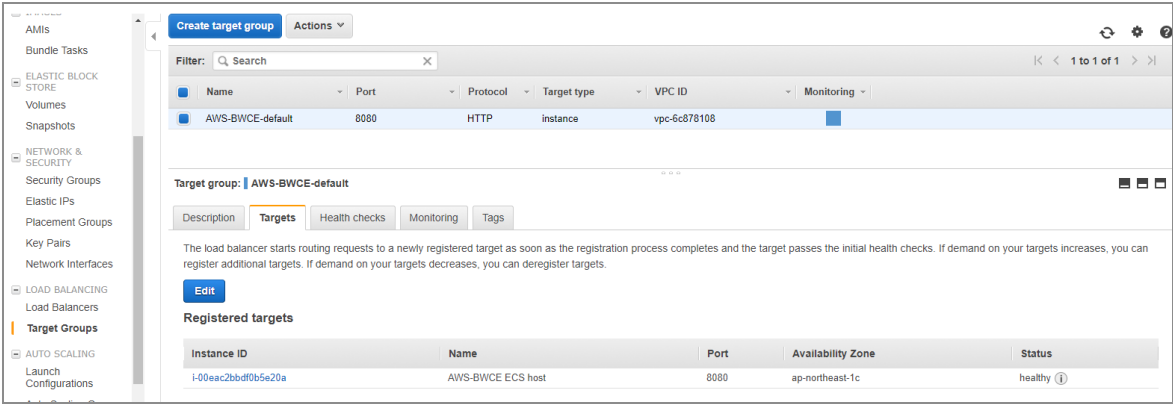 AMIs
Bundle Tasks
ELASTIC BLOCK
STORE
Volumes
Snapshots
NETWORK &
SECURITY
Security Groups
Elastic IPs
Placement Groups
Key Pairs
Network Interfaces
LOAD BALANCING
Load Balancers
Target Groups
AUTO SCALING
Launch
Configurations
Create target group Actions
Filter: Search 1 to 1 of 1
Name Port Protocol Target type VPC ID Monitoring
AWS-BWCE-default 8080 HTTP instance vpc-6c878108
Target group: AWS-BWCE-default
Description Targets Health checks Monitoring Tags
The load balancer starts routing requests to a newly registered target as soon as the registration process completes and the target passes the initial health checks. If demand on your targets increases, you can
register additional targets. If demand on your targets decreases, you can deregister targets.
Edit
Registered targets
Instance ID Name Port Availability Zone Status
i-00eac2bbdf0b5e20a AWS-BWCE ECS host 8080 ap-northeast-1c healthy